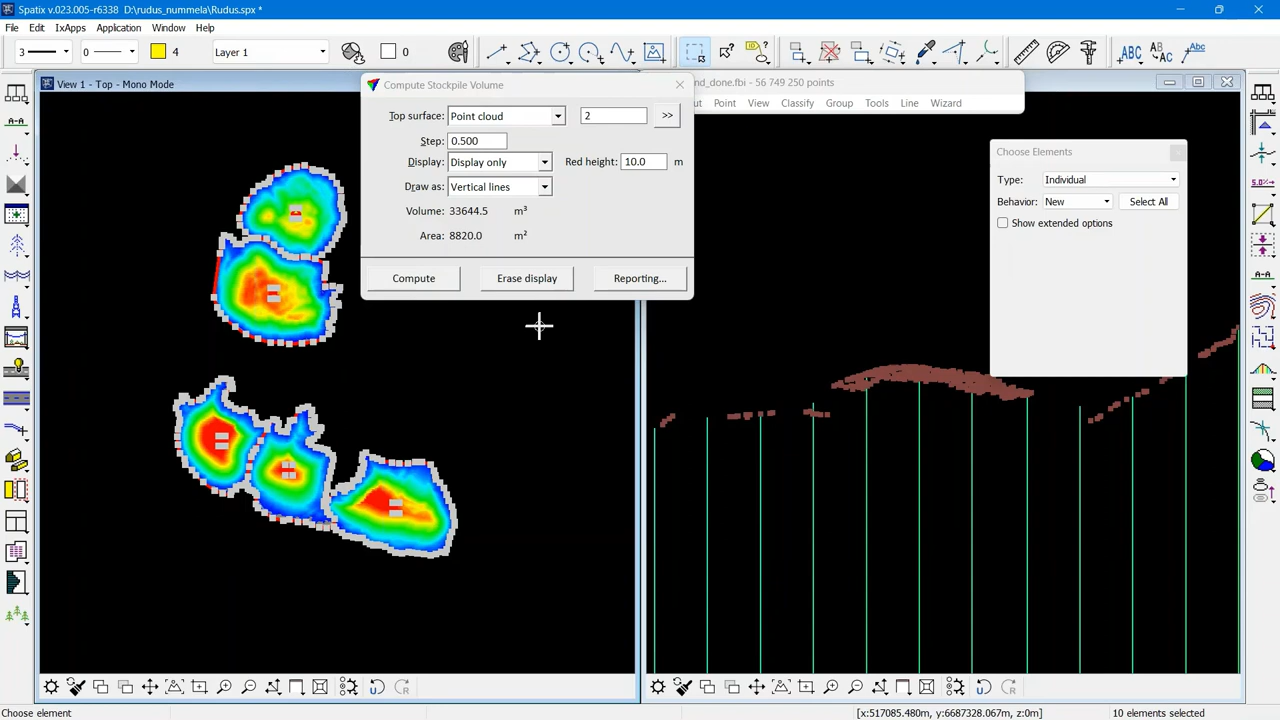 Spatix v.023.005-r6338 D:\rudus_nummela\Rudus.spx *
File Edit IxApps Application Window Help
3 0 4 Layer 1 0
View 1 - Top - Mono Mode
Compute Stockpile Volume
nd_done.fbi - 56 749 250 points
Point View Classify Group Tools Line Wizard
Top surface: Point cloud 2 >>
Step: 0.500
Display: Display only Red height: 10.0 m
Draw as: Vertical lines
Volume: 33644.5 m³
Area: 8820.0 m²
Compute Erase display Reporting...
Choose Elements
Type: Individual
Behavior: New Select All
Show extended options
Choose element
[x:517085.480m, y:6687328.067m, z:0m] 10 elements selected